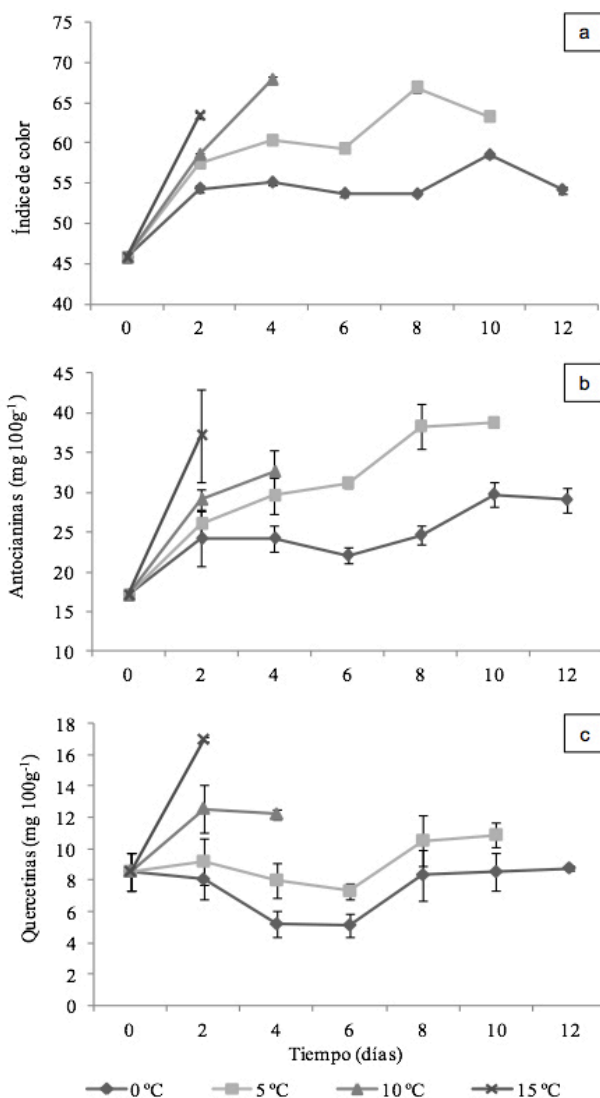 a
75
70
65
60
55
50
45
40
Índice de color
0 2 4 6 8 10 12
b
45
40
35
30
25
20
15
10
Antocianinas (mg 100g⁻¹)
0 2 4 6 8 10 12
c
18
16
14
12
10
8
6
4
2
0
Quercetinas (mg 100g⁻¹)
0 2 4 6 8 10 12
Tiempo (días)
0 ºC 5 ºC 10 ºC 15 ºC